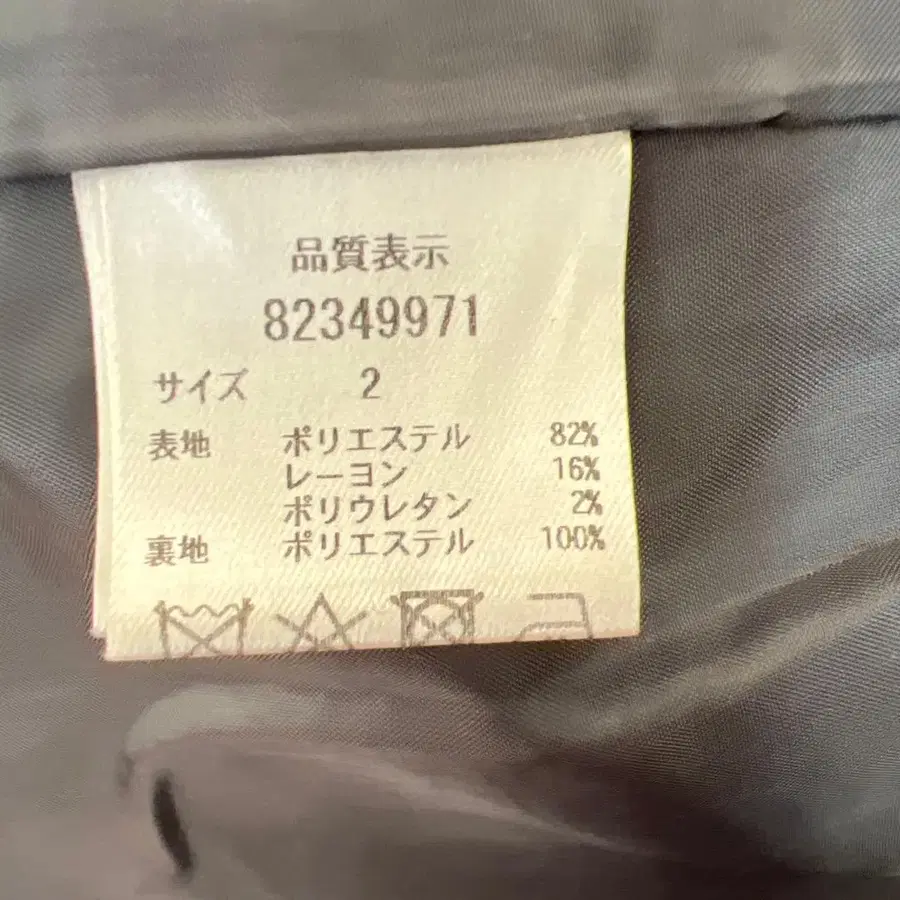 品質表示
82349971
サイズ 2
表地 ポリエステル 82%
レーヨン 16%
ポリウレタン 2%
裏地 ポリエステル 100%